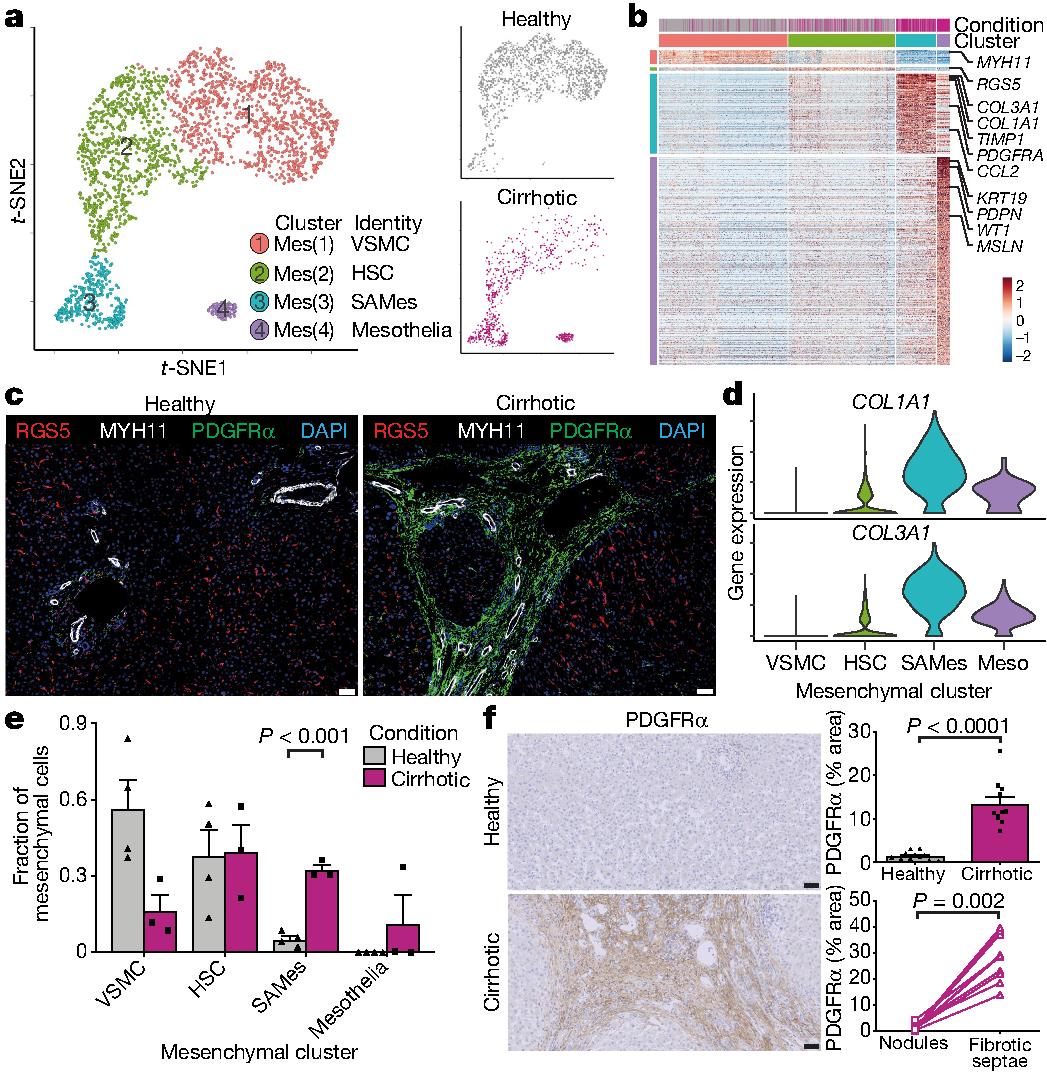 a
t-SNE2
t-SNE1
1
2
3
4
Cluster Identity
1 Mes(1) VSMC
2 Mes(2) HSC
3 Mes(3) SAMes
4 Mes(4) Mesothelia
Healthy
Cirrhotic
b
Condition
Cluster
MYH11
RGS5
COL3A1
COL1A1
TIMP1
PDGFRA
CCL2
KRT19
PDPN
WT1
MSLN
2
1
0
−1
−2
c
Healthy
RGS5 MYH11 PDGFRα DAPI
Cirrhotic
RGS5 MYH11 PDGFRα DAPI
d
Gene expression
COL1A1
COL3A1
VSMC HSC SAMes Meso
Mesenchymal cluster
e
Fraction of
mesenchymal cells
0.9
0.6
0.3
0
P < 0.001
Condition
Healthy
Cirrhotic
VSMC
HSC
SAMes
Mesothelia
Mesenchymal cluster
f
PDGFRα
Healthy
Cirrhotic
PDGFRα (% area)
30
20
10
0
P < 0.0001
Healthy Cirrhotic
PDGFRα (% area)
50
40
30
20
10
0
P = 0.002
Nodules Fibrotic
septae